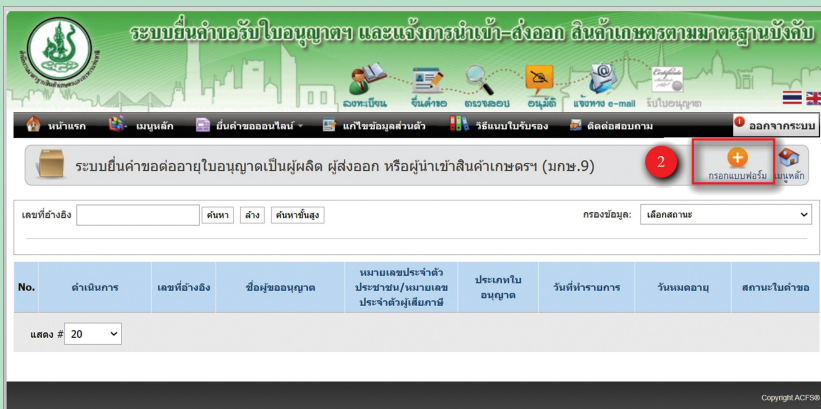 ระบบยื่นคำขอรับใบอนุญาตฯ และแจ้งการนำเข้า-ส่งออก สินค้าเกษตรตามมาตรฐานบังคับ
ลงทะเบียน ยื่นคำขอ ตรวจสอบ อนุมัติ แจ้งทาง e-mail รับใบอนุญาต
หน้าแรก เมนูหลัก ยื่นคำขอออนไลน์ แก้ไขข้อมูลส่วนตัว วิธีแนบใบรับรอง ติดต่อสอบถาม ออกจากระบบ
ระบบยื่นคำขอต่ออายุใบอนุญาตเป็นผู้ผลิต ผู้ส่งออก หรือผู้นำเข้าสินค้าเกษตรฯ (มกษ.9)
2
กรอกแบบฟอร์ม เมนูหลัก
เลขที่อ้างอิง ค้นหา ล้าง ค้นหาขั้นสูง กรองข้อมูล: เลือกสถานะ
No. ดำเนินการ เลขที่อ้างอิง ชื่อผู้ขออนุญาต หมายเลขประจำตัว
ประชาชน/หมายเลข
ประจำตัวผู้เสียภาษี ประเภทใบ
อนุญาต วันที่ทำรายการ วันหมดอายุ สถานะใบคำขอ
แสดง # 20
Copyright ACFS®